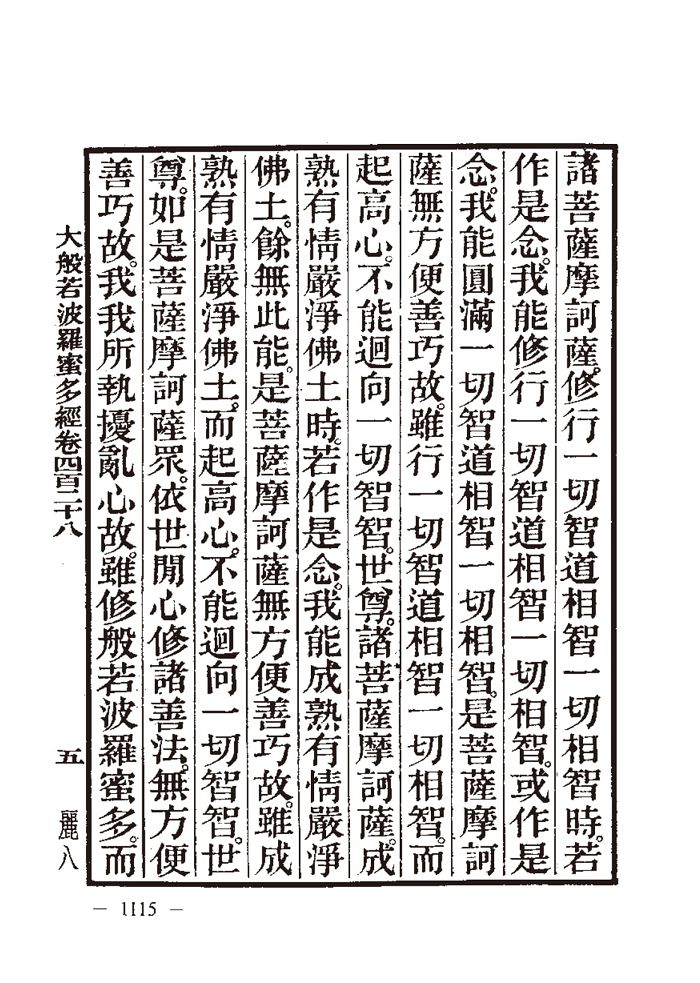 諸菩薩摩訶薩。修行一切智道相智一切相智時。若
作是念。我能修行一切智道相智一切相智。或作是
念。我能圓滿一切智道相智一切相智。是菩薩摩訶
薩無方便善巧故。雖行一切智道相智一切相智。而
起高心。不能迴向一切智智。世尊。諸菩薩摩訶薩。成
熟有情嚴淨佛土時。若作是念。我能成熟有情嚴淨
佛土。餘無此能。是菩薩摩訶薩無方便善巧故。雖成
熟有情嚴淨佛土。而起高心。不能迴向一切智智。世
尊。如是菩薩摩訶薩眾。依世間心修諸善法。無方便
善巧故。我我所執擾亂心故。雖修般若波羅蜜多。而
大般若波羅蜜多經卷四百二十八 五 麗八
— 1115 —